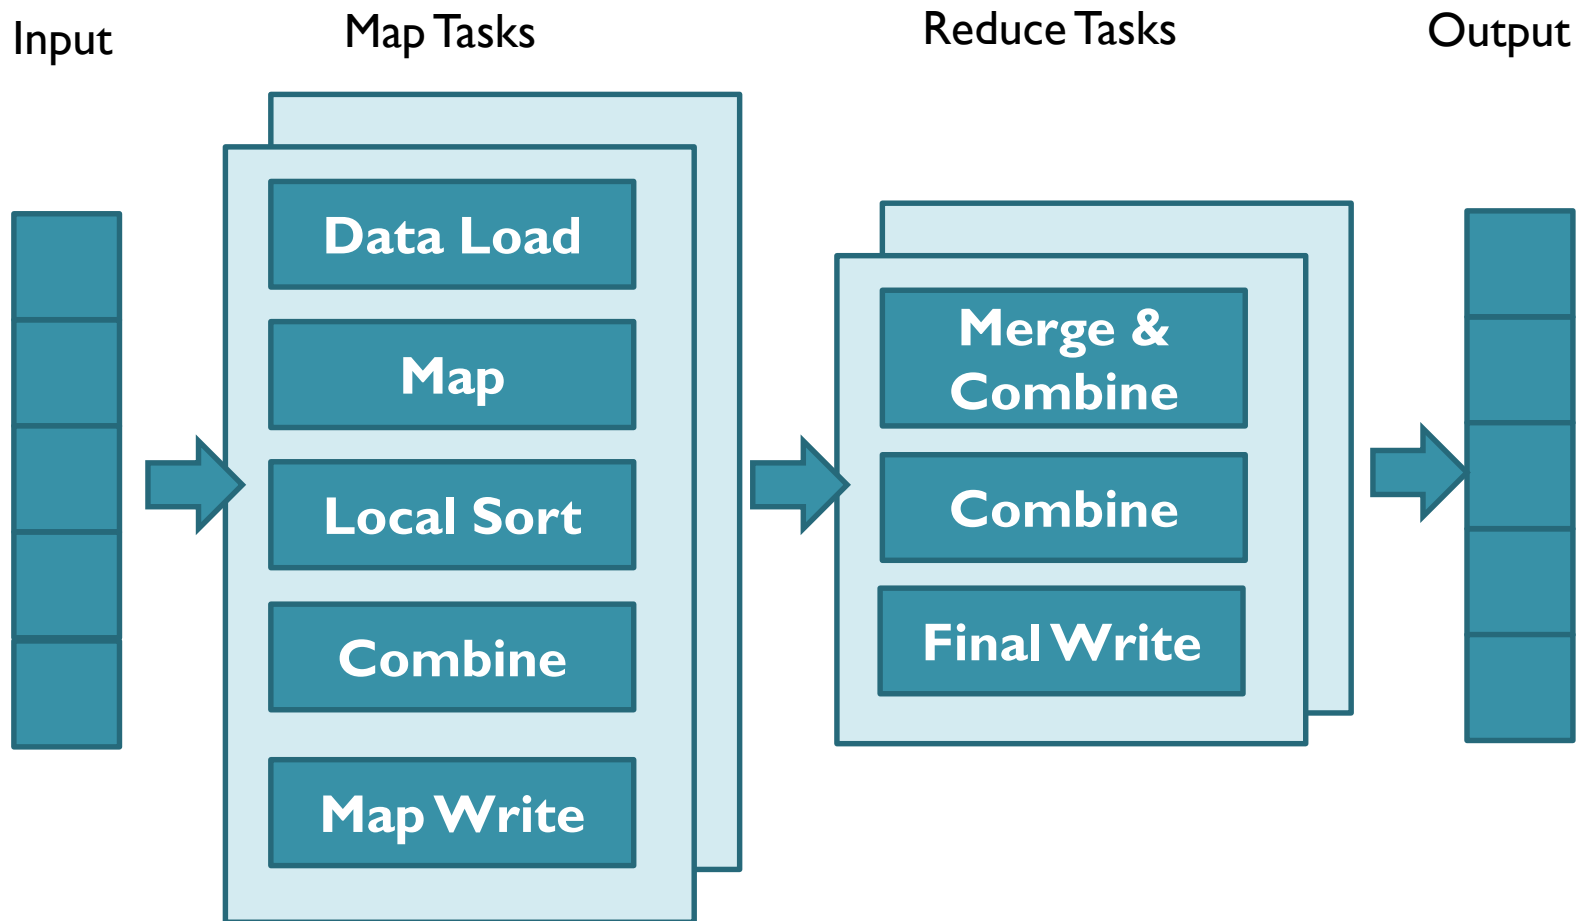 Input
Map Tasks
Reduce Tasks
Output
Data Load
Map
Local Sort
Combine
Map Write
Merge &
Combine
Combine
Final Write